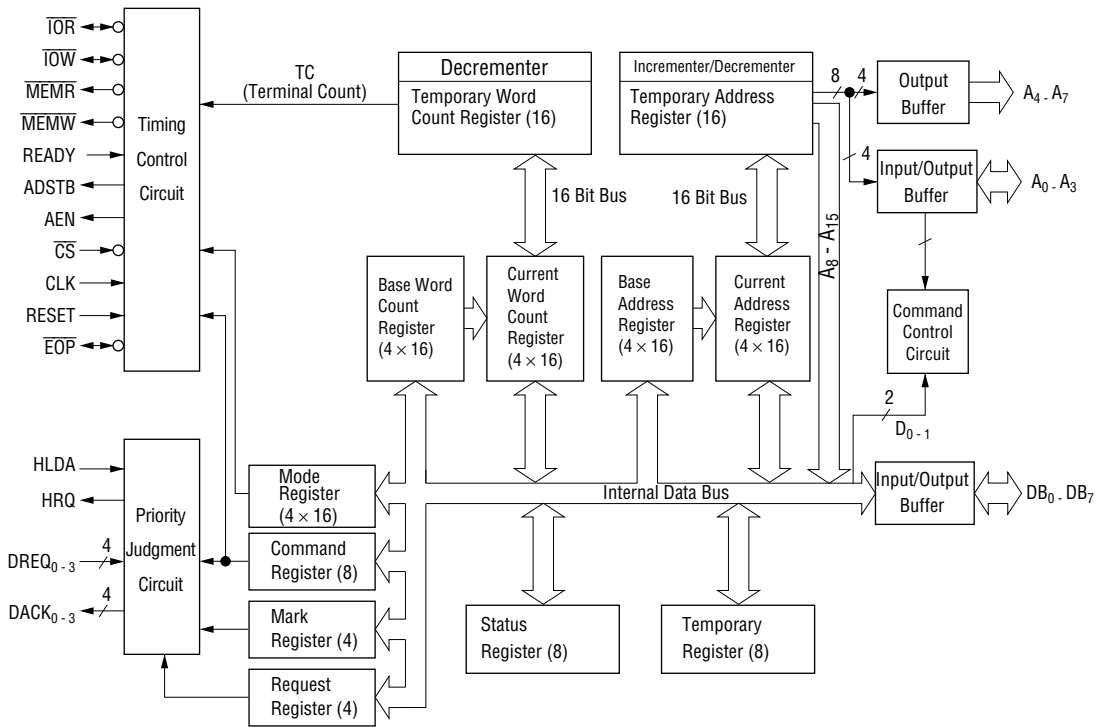 IOR
IOW
MEMR
MEMW
READY
ADSTB
AEN
CS
CLK
RESET
EOP
Timing
Control
Circuit
TC
(Terminal Count)
Decrementer
Temporary Word
Count Register (16)
Incrementer/Decrementer
Temporary Address
Register (16)
8
4
Output
Buffer
A4 - A7
4
Input/Output
Buffer
A0 - A3
16 Bit Bus
16 Bit Bus
A8 - A15
Base Word
Count
Register
(4 × 16)
Current
Word
Count
Register
(4 × 16)
Base
Address
Register
(4 × 16)
Current
Address
Register
(4 × 16)
Command
Control
Circuit
2
D0 - 1
HLDA
HRQ
DREQ0 - 3
4
DACK0 - 3
4
Priority
Judgment
Circuit
Mode
Register
(4 × 16)
Command
Register (8)
Mark
Register (4)
Request
Register (4)
Internal Data Bus
Input/Output
Buffer
DB0 - DB7
Status
Register (8)
Temporary
Register (8)